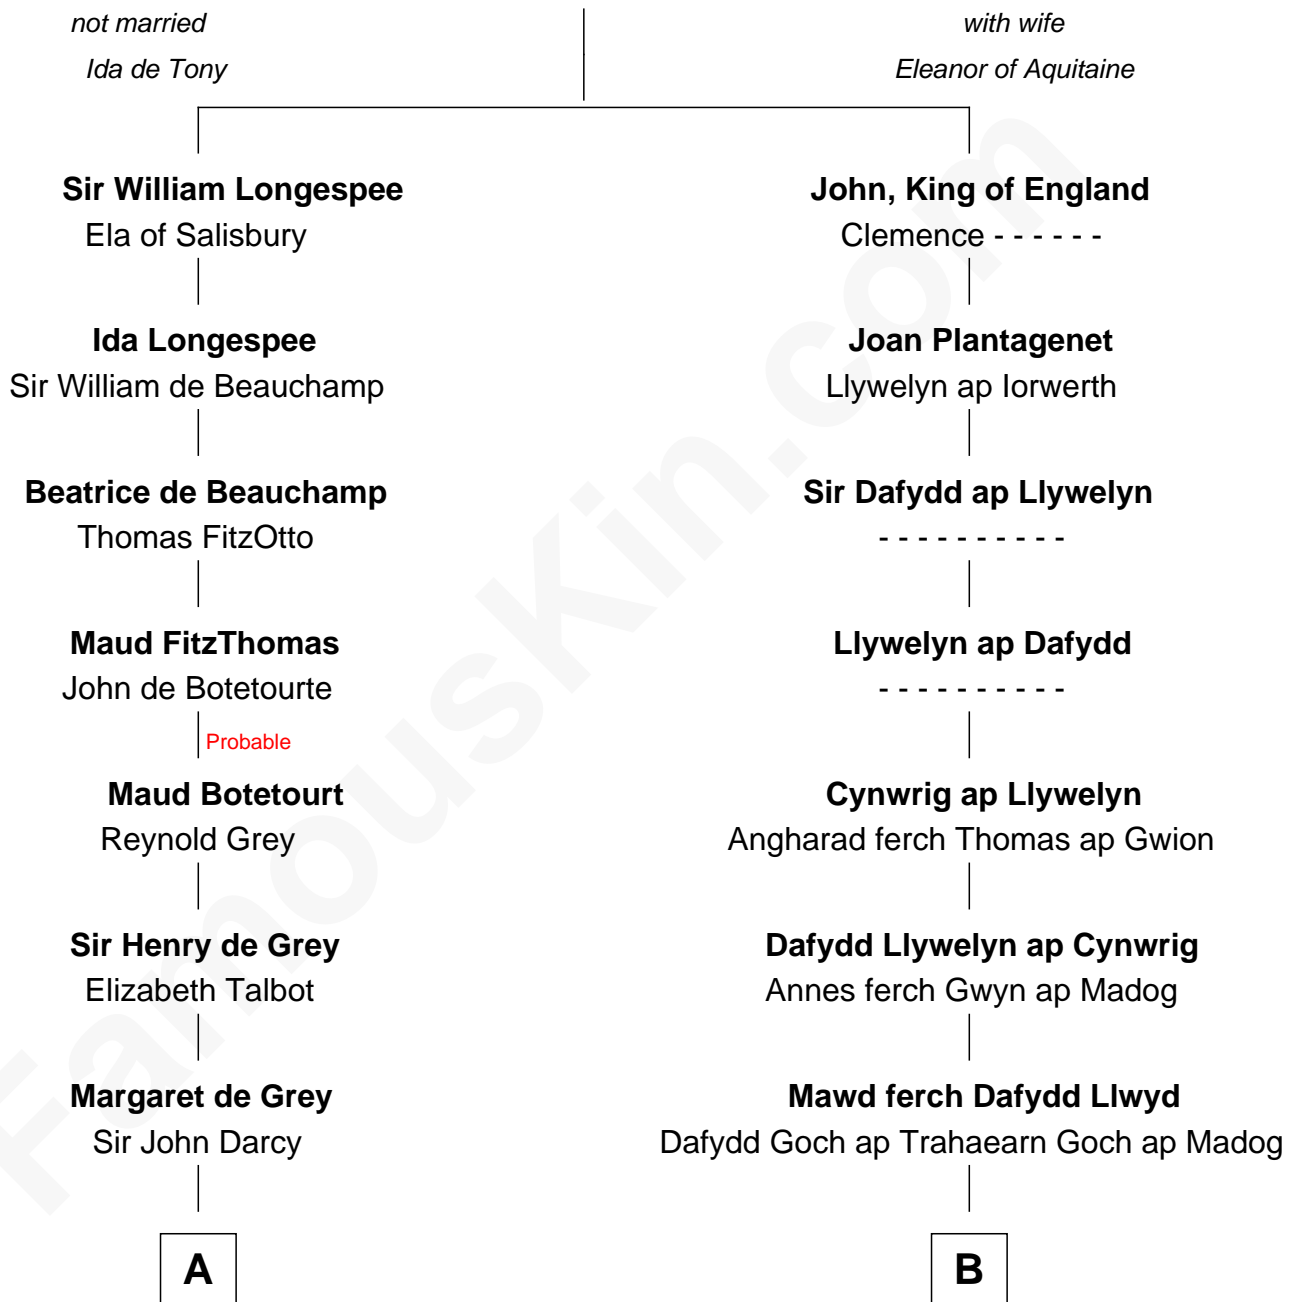 not married
Ida de Tony
with wife
Eleanor of Aquitaine
Sir William Longespee
Ela of Salisbury
Ida Longespee
Sir William de Beauchamp
Beatrice de Beauchamp
Thomas FitzOtto
Maud FitzThomas
John de Botetourte
Probable
Maud Botetourt
Reynold Grey
Sir Henry de Grey
Elizabeth Talbot
Margaret de Grey
Sir John Darcy
A
John, King of England
Clemence - - - - - -
Joan Plantagenet
Llywelyn ap Iorwerth
Sir Dafydd ap Llywelyn
- - - - - - - - - -
Llywelyn ap Dafydd
- - - - - - - - - -
Cynwrig ap Llywelyn
Angharad ferch Thomas ap Gwion
Dafydd Llywelyn ap Cynwrig
Annes ferch Gwyn ap Madog
Mawd ferch Dafydd Llwyd
Dafydd Goch ap Trahaearn Goch ap Madog
B
FamousKin.com